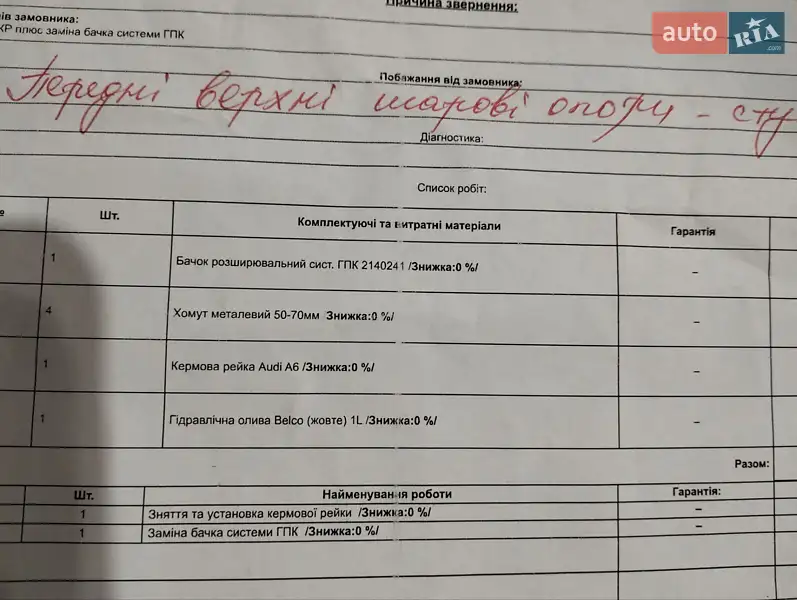 Причина звернення:
ів замовника:
КР плюс заміна бачка системи ГПК
auto RIA .com
Побажання від замовника:
Передні верхні шарові опори - сту
Діагностика:
Список робіт:
№ Шт. Комплектуючі та витратні матеріали Гарантія
1 Бачок розширювальний сист. ГПК 2140241 /Знижка:0 %/ –
4 Хомут металевий 50-70мм Знижка:0 %/ –
1 Кермова рейка Audi A6 /Знижка:0 %/ –
1 Гідравлічна олива Belco (жовте) 1L /Знижка:0 %/ –
Разом:
Шт. Найменування роботи Гарантія:
1 Зняття та установка кермової рейки /Знижка:0 %/ –
1 Заміна бачка системи ГПК /Знижка:0 %/ –